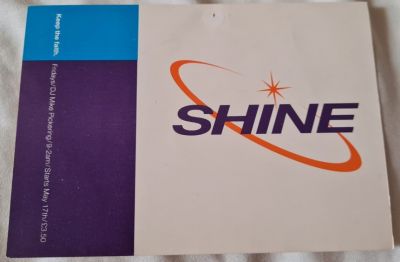 Keep the faith.
Fridays/DJ Mike Pickering/9-2am/Starts May 17th/£3.50
SHINE